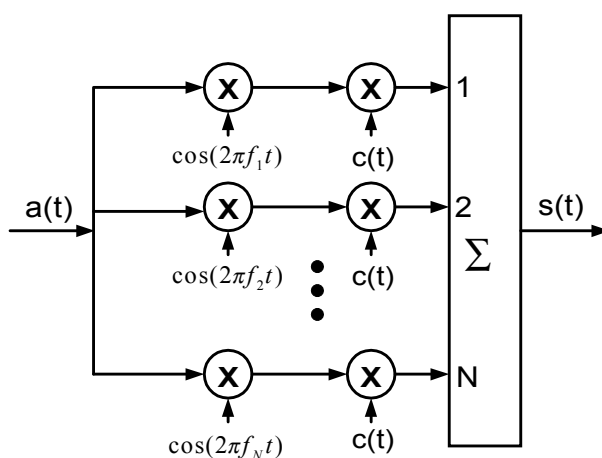 X X 1
cos(2πf₁t) c(t)
a(t) X X 2 s(t)
Σ
cos(2πf₂t) c(t)
X X N
cos(2πf_N t) c(t)